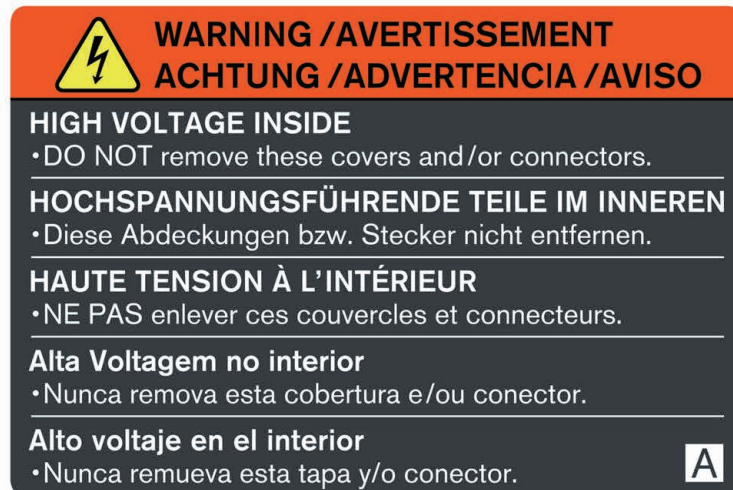 WARNING /AVERTISSEMENT
ACHTUNG /ADVERTENCIA /AVISO
HIGH VOLTAGE INSIDE
•DO NOT remove these covers and/or connectors.
HOCHSPANNUNGSFÜHRENDE TEILE IM INNEREN
•Diese Abdeckungen bzw. Stecker nicht entfernen.
HAUTE TENSION À L'INTÉRIEUR
•NE PAS enlever ces couvercles et connecteurs.
Alta Voltagem no interior
•Nunca remova esta cobertura e/ou conector.
Alto voltaje en el interior
•Nunca remueva esta tapa y/o conector.
A